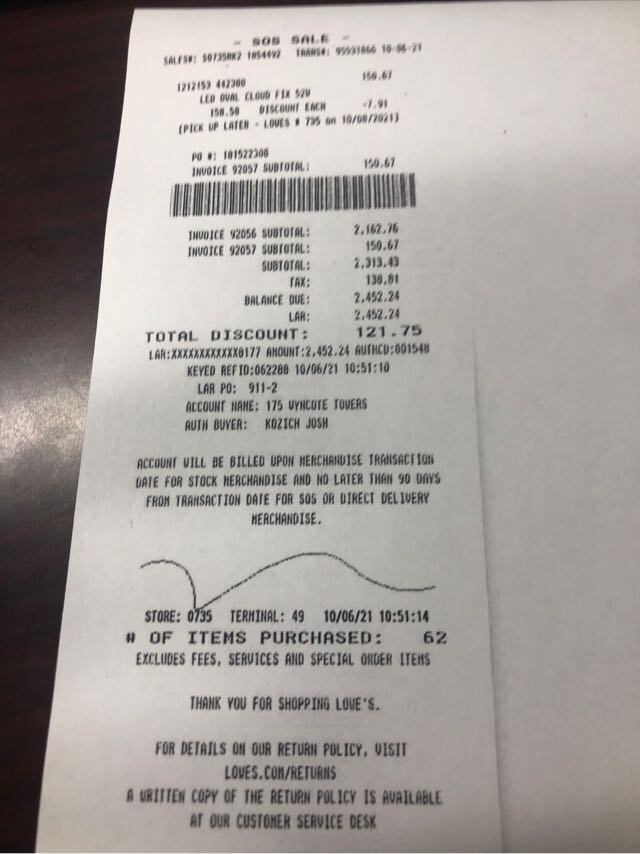 - SOS SALE -
SALES#: S0735MK2 1854492 TRANS#: 95931866 10-06-21
150.67
1212153 442300
LED OVAL CLOUD FIX 52W
158.58 DISCOUNT EACH -7.91
(PICK UP LATER - LOVES # 735 on 10/08/2021)
PO #: 181522308
INVOICE 92057 SUBTOTAL: 150.67
INVOICE 92056 SUBTOTAL: 2,162.76
INVOICE 92057 SUBTOTAL: 150.67
SUBTOTAL: 2,313.43
TAX: 138.81
BALANCE DUE: 2,452.24
LAR: 2,452.24
TOTAL DISCOUNT: 121.75
LAR:XXXXXXXXXXXX8177 AMOUNT:2,452.24 AUTHCD:001548
KEYED REFID:062288 10/06/21 10:51:10
LAR PO: 911-2
ACCOUNT NAME: 175 WYNCOTE TOWERS
AUTH BUYER: KOZICH JOSH
ACCOUNT WILL BE BILLED UPON MERCHANDISE TRANSACTION
DATE FOR STOCK MERCHANDISE AND NO LATER THAN 90 DAYS
FROM TRANSACTION DATE FOR SOS OR DIRECT DELIVERY
MERCHANDISE.
STORE: 0735 TERMINAL: 49 10/06/21 10:51:14
# OF ITEMS PURCHASED: 62
EXCLUDES FEES, SERVICES AND SPECIAL ORDER ITEMS
THANK YOU FOR SHOPPING LOVE'S.
FOR DETAILS ON OUR RETURN POLICY, VISIT
LOVES.COM/RETURNS
A WRITTEN COPY OF THE RETURN POLICY IS AVAILABLE
AT OUR CUSTOMER SERVICE DESK